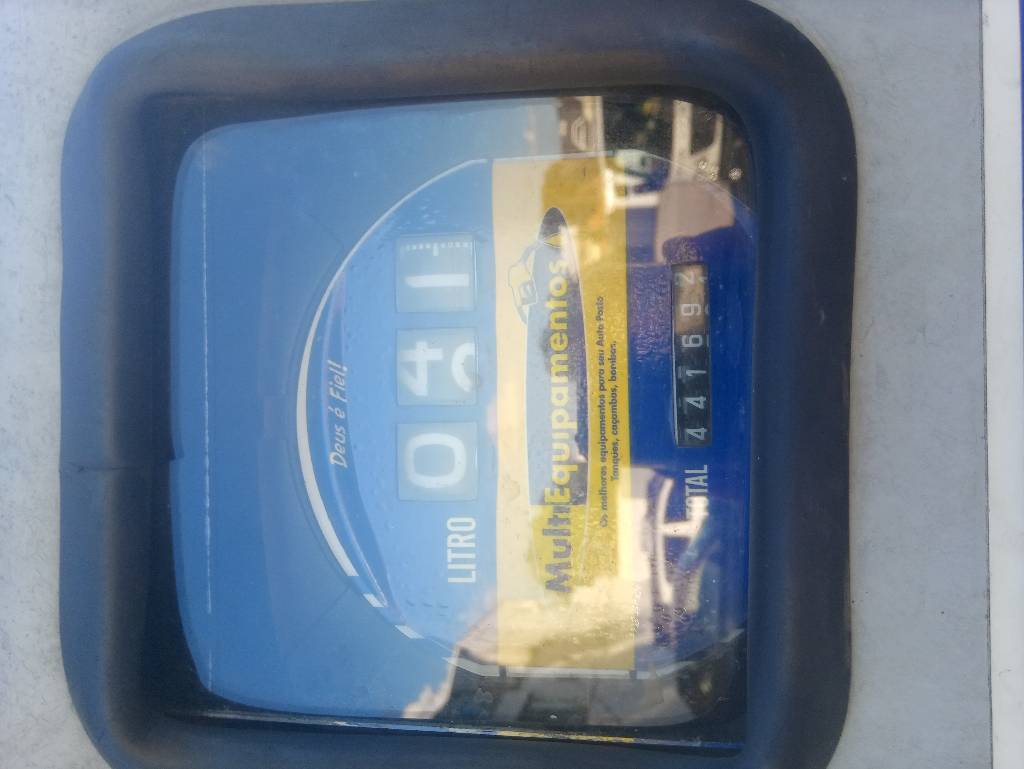 Deus é Fiel!
LITRO 0 4 1
MultiEquipamentos
Os melhores equipamentos para seu Auto Posto
Tanques, caçambas, bombas.
TOTAL 4 4 1 6 9 2